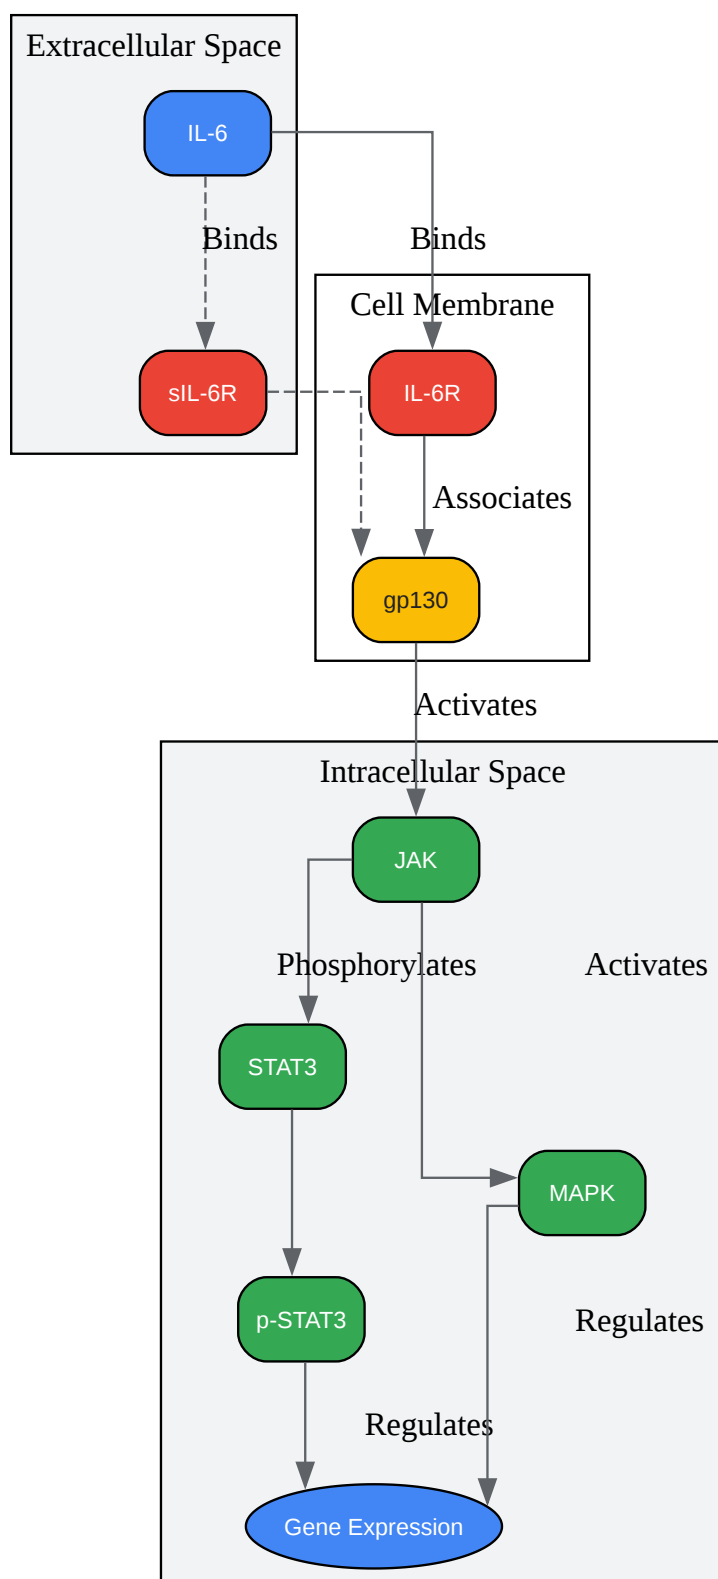 Extracellular Space
IL-6
Binds
Binds
Cell Membrane
sIL-6R
IL-6R
Associates
gp130
Activates
Intracellular Space
JAK
Phosphorylates
Activates
STAT3
MAPK
p-STAT3
Regulates
Regulates
Gene Expression